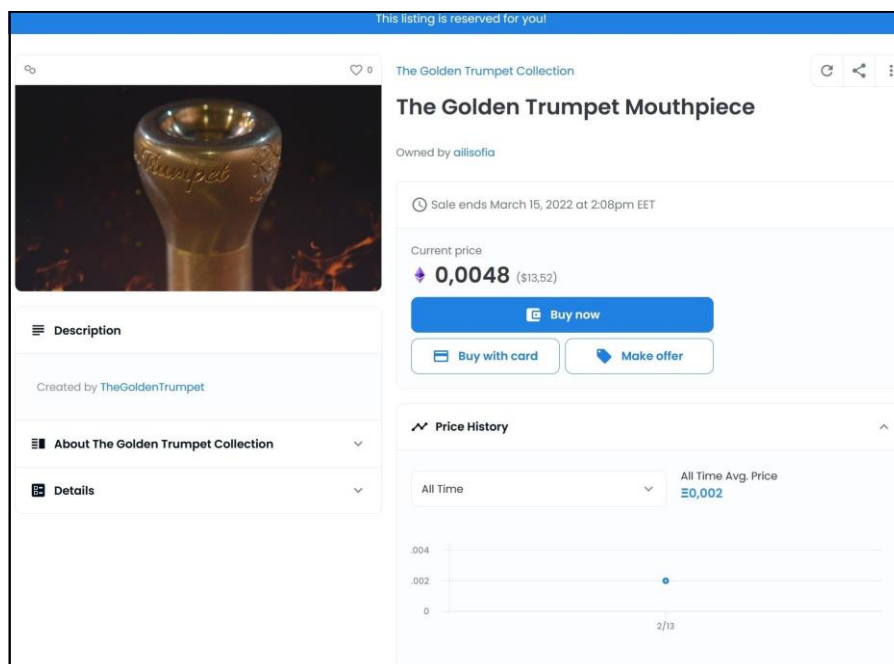 This listing is reserved for you!
0
Trumpet
Description
Created by TheGoldenTrumpet
About The Golden Trumpet Collection
Details
The Golden Trumpet Collection
The Golden Trumpet Mouthpiece
Owned by ailisofia
Sale ends March 15, 2022 at 2:08pm EET
Current price
0,0048 ($13,52)
Buy now
Buy with card
Make offer
Price History
All Time
All Time Avg. Price
Ξ0,002
.004
.002
0
2/13